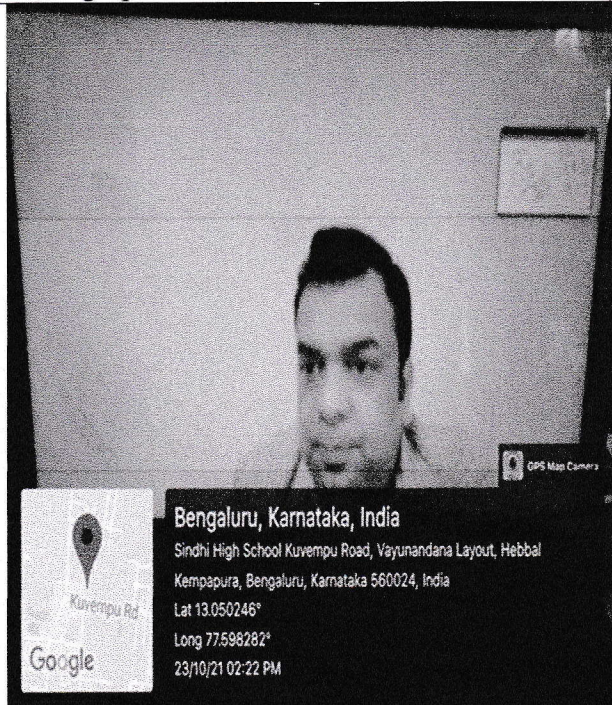 GPS Map Camera
Bengaluru, Karnataka, India
Sindhi High School Kuvempu Road, Vayunandana Layout, Hebbal
Kempapura, Bengaluru, Karnataka 560024, India
Lat 13.050246°
Long 77.598282°
23/10/21 02:22 PM
Kuvempu Rd
Google